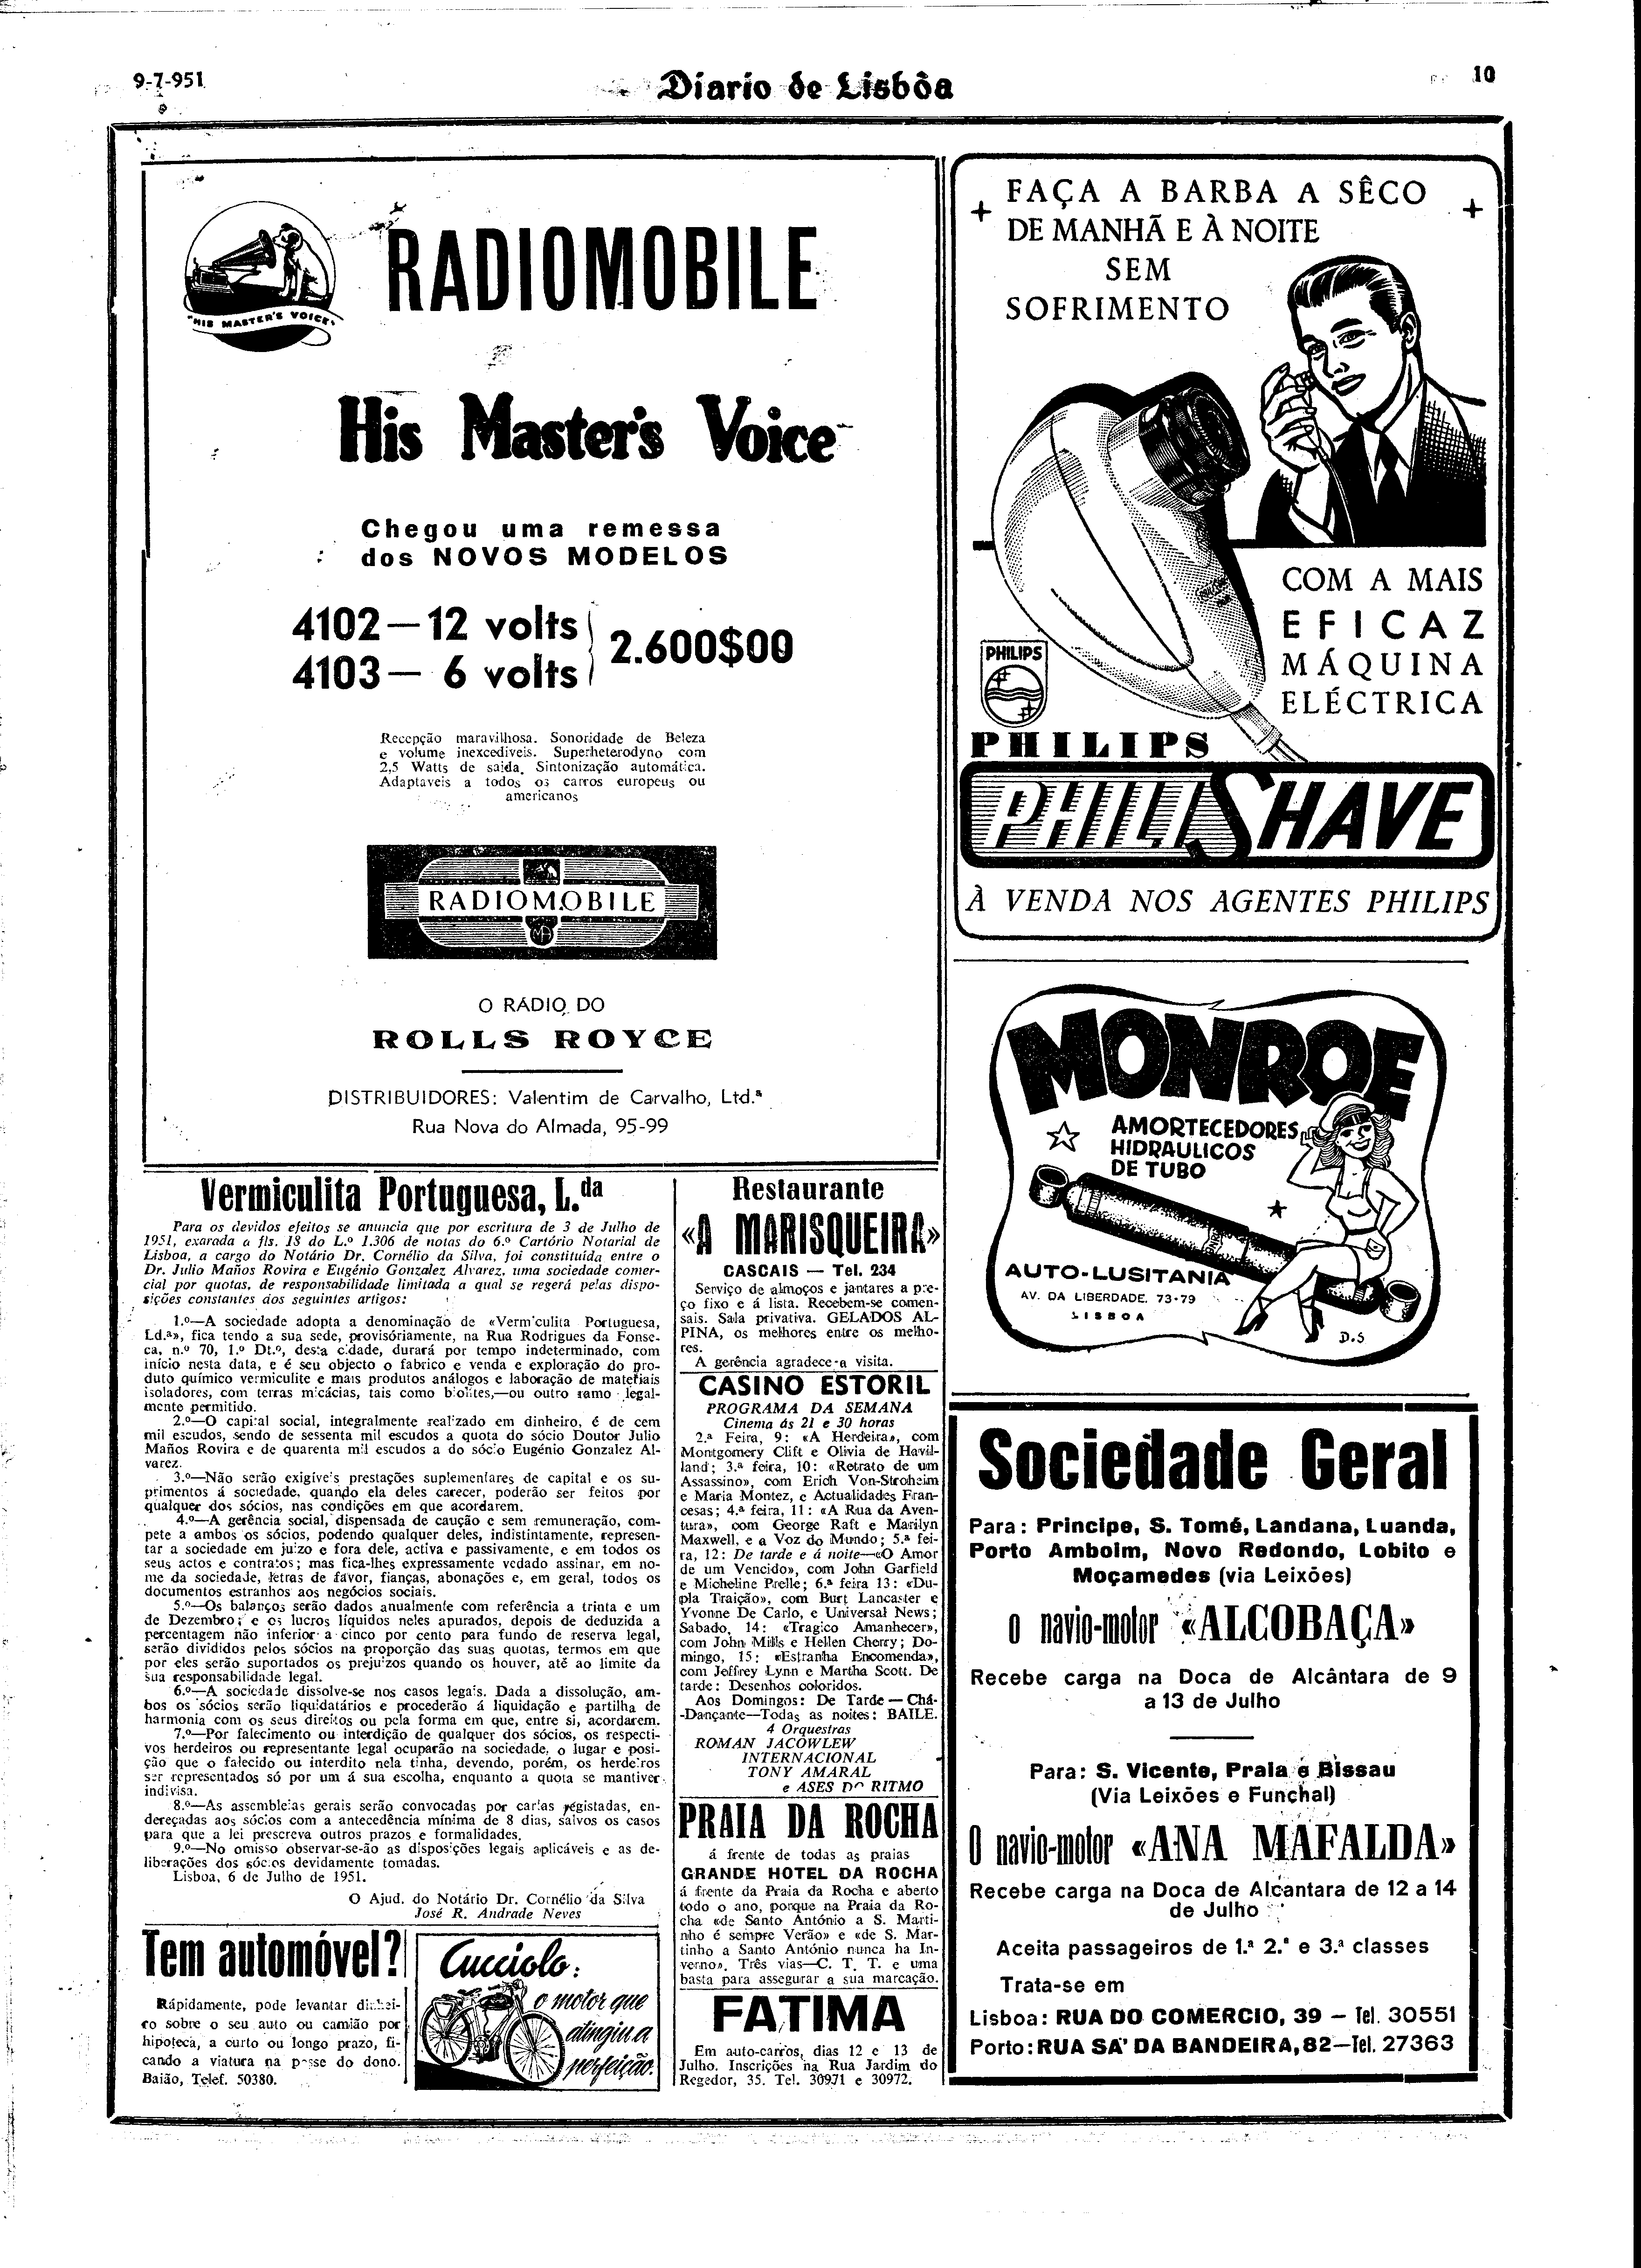 9-7-951
Diario de Lisbôa
10
"HIS MASTER'S VOICE"
RADIOMOBILE
His Master's Voice
Chegou uma remessa
dos NOVOS MODELOS
4102—12 volts
4103— 6 volts
2.600$00
Recepção maravilhosa. Sonoridade de Beleza
e volume inexcediveis. Superheterodyno com
2,5 Watts de saida. Sintonização automática.
Adaptaveis a todos os carros europeus ou
americanos
RADIOMOBILE
O RÁDIO DO
ROLLS ROYCE
DISTRIBUIDORES: Valentim de Carvalho, Ltd.ª
Rua Nova do Almada, 95-99
FAÇA A BARBA A SÊCO
DE MANHÃ E À NOITE
SEM
SOFRIMENTO
COM A MAIS
EFICAZ
MÁQUINA
ELÉCTRICA
PHILIPS
PHILIPS
PHILISHAVE
À VENDA NOS AGENTES PHILIPS
MONROE
AMORTECEDORES
HIDRAULICOS
DE TUBO
AUTO-LUSITANIA
AV. DA LIBERDADE, 73-79
LISBOA
D.S
Vermiculita Portuguesa, L.da
Para os devidos efeitos se anuncia que por escritura de 3 de Julho de
1951, exarada a fls. 18 do L.º 1.306 de notas do 6.º Cartório Notarial de
Lisboa, a cargo do Notário Dr. Cornélio da Silva, foi constituída entre o
Dr. Julio Maños Rovira e Eugénio Gonzalez Alvarez, uma sociedade comer-
cial por quotas, de responsabilidade limitada a qual se regerá pelas dispo-
sições constantes dos seguintes artigos:
1.º—A sociedade adopta a denominação de «Vermiculita Portuguesa,
Ld.ª», fica tendo a sua sede, provisóriamente, na Rua Rodrigues da Fonse-
ca, n.º 70, 1.º Dt.º, desta cidade, durará por tempo indeterminado, com
início nesta data, e é seu objecto o fabrico e venda e exploração do pro-
duto químico vermiculite e mais produtos análogos e laboração de materiais
isoladores, com terras micácias, tais como biolites,—ou outro ramo legal-
mente permitido.
2.º—O capital social, integralmente realizado em dinheiro, é de cem
mil escudos, sendo de sessenta mil escudos a quota do sócio Doutor Julio
Maños Rovira e de quarenta mil escudos a do sócio Eugénio Gonzalez Al-
varez.
3.º—Não serão exigíveis prestações suplementares de capital e os su-
primentos á sociedade, quando ela deles carecer, poderão ser feitos por
qualquer dos sócios, nas condições em que acordarem.
4.º—A gerência social, dispensada de caução e sem remuneração, com-
pete a ambos os sócios, podendo qualquer deles, indistintamente, represen-
tar a sociedade em juízo e fora dele, activa e passivamente, e em todos os
seus actos e contratos; mas fica-lhes expressamente vedado assinar, em no-
me da sociedade, letras de favor, fianças, abonações e, em geral, todos os
documentos estranhos aos negócios sociais.
5.º—Os balanços serão dados anualmente com referência a trinta e um
de Dezembro; e os lucros líquidos neles apurados, depois de deduzida a
percentagem não inferior a cinco por cento para fundo de reserva legal,
serão divididos pelos sócios na proporção das suas quotas, termos em que
por eles serão suportados os prejuízos quando os houver, até ao limite da
sua responsabilidade legal.
6.º—A sociedade dissolve-se nos casos legais. Dada a dissolução, am-
bos os sócios serão liquidatários e procederão á liquidação e partilha de
harmonia com os seus direitos ou pela forma em que, entre si, acordarem.
7.º—Por falecimento ou interdição de qualquer dos sócios, os respecti-
vos herdeiros ou representante legal ocuparão na sociedade, o lugar e posi-
ção que o falecido ou interdito nela tinha, devendo, porém, os herdeiros
ser representados só por um á sua escolha, enquanto a quota se mantiver
indivisa.
8.º—As assembleias gerais serão convocadas por cartas registadas, en-
dereçadas aos sócios com a antecedência mínima de 8 dias, salvos os casos
para que a lei prescreva outros prazos e formalidades.
9.º—No omisso observar-se-ão as disposições legais aplicáveis e as de-
liberações dos sócios devidamente tomadas.
Lisboa, 6 de Julho de 1951.
O Ajud. do Notário Dr. Cornélio da Silva
José R. Andrade Neves
Tem automóvel?
Rápidamente, pode levantar dinhei-
ro sobre o seu auto ou camião por
hipoteca, a curto ou longo prazo, fi-
cando a viatura na posse do dono.
Baião, Telef. 50380.
Cucciolo:
o motor que
atingiu a
perfeição.
Restaurante
«A MARISQUEIRA»
CASCAIS — Tel. 234
Serviço de almoços e jantares a pre-
ço fixo e á lista. Recebem-se comen-
sais. Sala privativa. GELADOS AL-
PINA, os melhores entre os melho-
res.
A gerência agradece a visita.
CASINO ESTORIL
PROGRAMA DA SEMANA
Cinema ás 21 e 30 horas
2.ª Feira, 9: «A Herdeira», com
Montgomery Clift e Olivia de Havil-
land; 3.ª feira, 10: «Retrato de um
Assassino», com Erich Von-Stroheim
e Maria Montez, e Actualidades Fran-
cesas; 4.ª feira, 11: «A Rua da Aven-
tura», com George Raft e Marilyn
Maxwell, e a Voz do Mundo; 5.ª fei-
ra, 12: De tarde e á noite—«O Amor
de um Vencido», com John Garfield
e Micheline Prelle; 6.ª feira 13: «Du-
pla Traição», com Burt Lancaster e
Yvonne De Carlo, e Universal News;
Sabado, 14: «Tragico Amanhecer»,
com John Mills e Hellen Cherry; Do-
mingo, 15: «Estranha Encomenda»,
com Jeffrey Lynn e Martha Scott. De
tarde: Desenhos coloridos.
Aos Domingos: De Tarde — Chá-
-Dançante—Todas as noites: BAILE.
4 Orquestras
ROMAN JACOWLEW
INTERNACIONAL
TONY AMARAL
e ASES DO RITMO
PRAIA DA ROCHA
á frente de todas as praias
GRANDE HOTEL DA ROCHA
á frente da Praia da Rocha e aberto
todo o ano, porque na Praia da Ro-
cha «de Santo António a S. Marti-
nho é sempre Verão» e «de S. Mar-
tinho a Santo António nunca ha In-
verno». Três vias—C. T. T. e uma
basta para assegurar a sua marcação.
FATIMA
Em auto-carros, dias 12 e 13 de
Julho. Inscrições na Rua Jardim do
Regedor, 35. Tel. 30971 e 30972.
Sociedade Geral
Para: Principe, S. Tomé, Landana, Luanda,
Porto Amboim, Novo Redondo, Lobito e
Moçamedes (via Leixões)
O navio-motor «ALCOBAÇA»
Recebe carga na Doca de Alcântara de 9
a 13 de Julho
Para: S. Vicente, Praia e Bissau
(Via Leixões e Funchal)
O navio-motor «ANA MAFALDA»
Recebe carga na Doca de Alcantara de 12 a 14
de Julho
Aceita passageiros de 1.ª 2.ª e 3.ª classes
Trata-se em
Lisboa: RUA DO COMERCIO, 39 — Tel. 30551
Porto: RUA SA' DA BANDEIRA, 82—Tel. 27363